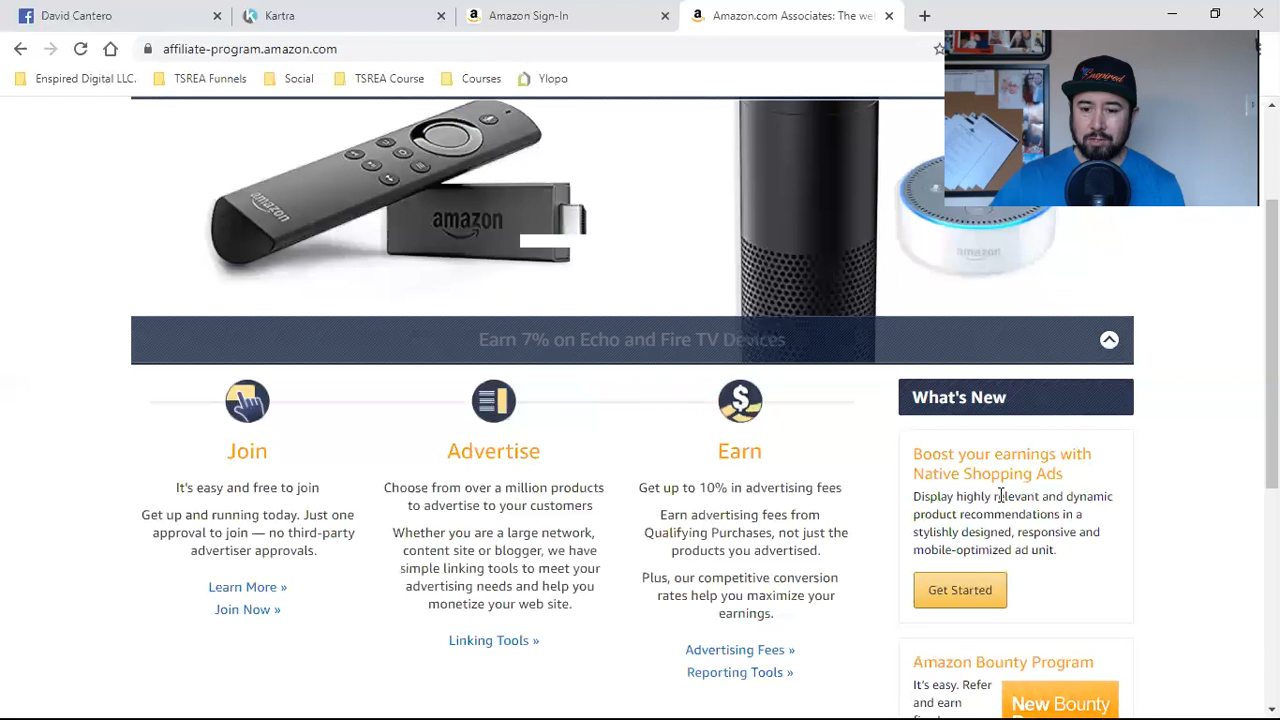 David Cantero
Kartra
Amazon Sign-In
Amazon.com Associates: The we
affiliate-program.amazon.com
Enspired Digital LLC.
TSREA Funnels
Social
TSREA Course
Courses
Ylopo
amazon
amazon
amazon
Enspired
Earn 7% on Echo and Fire TV Devices
Join
It's easy and free to join
Get up and running today. Just one
approval to join — no third-party
advertiser approvals.
Learn More »
Join Now »
Advertise
Choose from over a million products
to advertise to your customers
Whether you are a large network,
content site or blogger, we have
simple linking tools to meet your
advertising needs and help you
monetize your web site.
Linking Tools »
Earn
Get up to 10% in advertising fees
Earn advertising fees from
Qualifying Purchases, not just the
products you advertised.
Plus, our competitive conversion
rates help you maximize your
earnings.
Advertising Fees »
Reporting Tools »
What's New
Boost your earnings with
Native Shopping Ads
Display highly relevant and dynamic
product recommendations in a
stylishly designed, responsive and
mobile-optimized ad unit.
Get Started
Amazon Bounty Program
It's easy. Refer
and earn
New Bounty